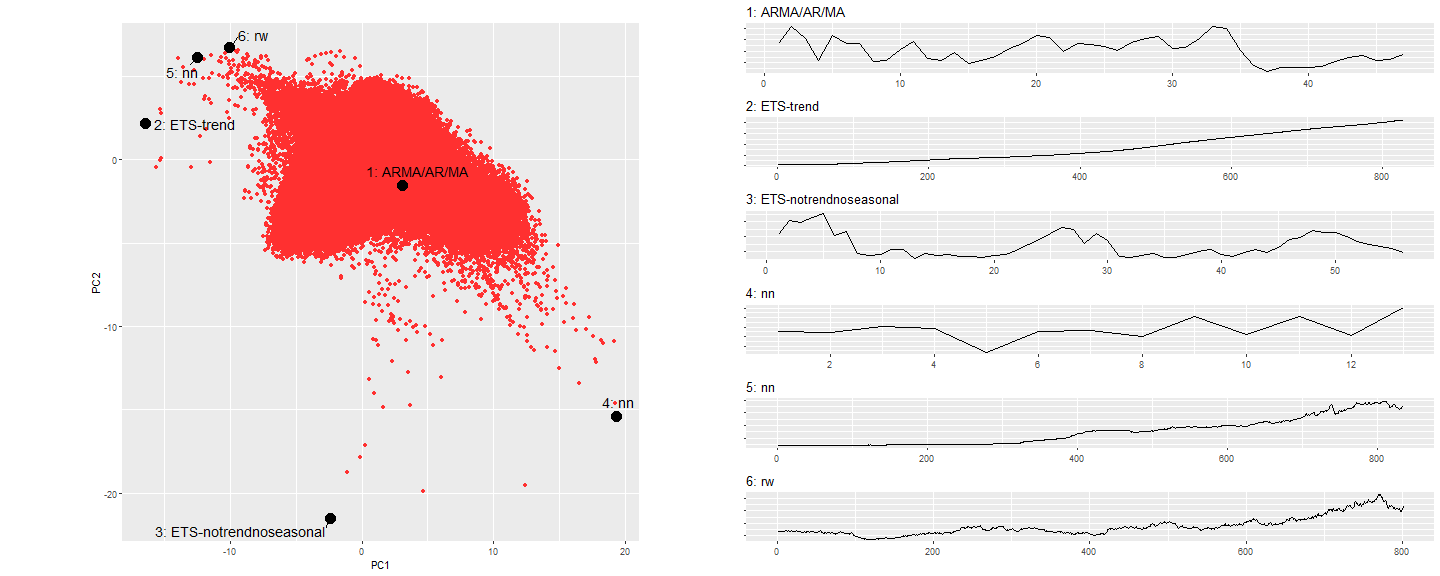 6: rw
5: nn
2: ETS-trend
1: ARMA/AR/MA
4: nn
3: ETS-notrendnoseasonal
0
-10
-20
PC2
-10 0 10 20
PC1
1: ARMA/AR/MA
0 10 20 30 40
2: ETS-trend
0 200 400 600 800
3: ETS-notrendnoseasonal
0 10 20 30 40 50
4: nn
2 4 6 8 10 12
5: nn
0 200 400 600 800
6: rw
0 200 400 600 800